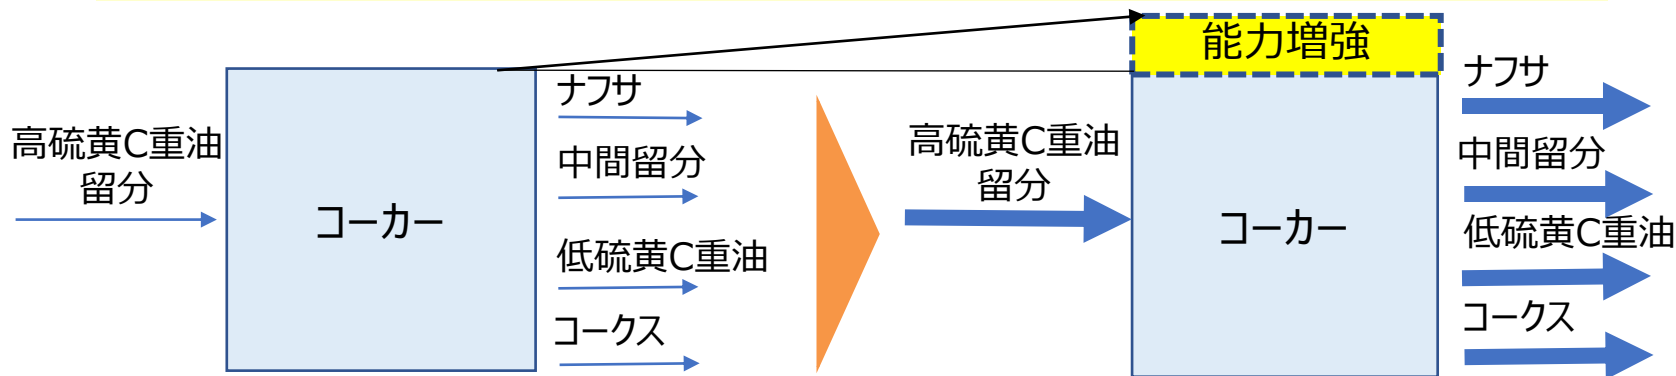 高硫黄C重油
留分
コーカー
ナフサ
中間留分
低硫黄C重油
コークス
高硫黄C重油
留分
能力増強
コーカー
ナフサ
中間留分
低硫黄C重油
コークス